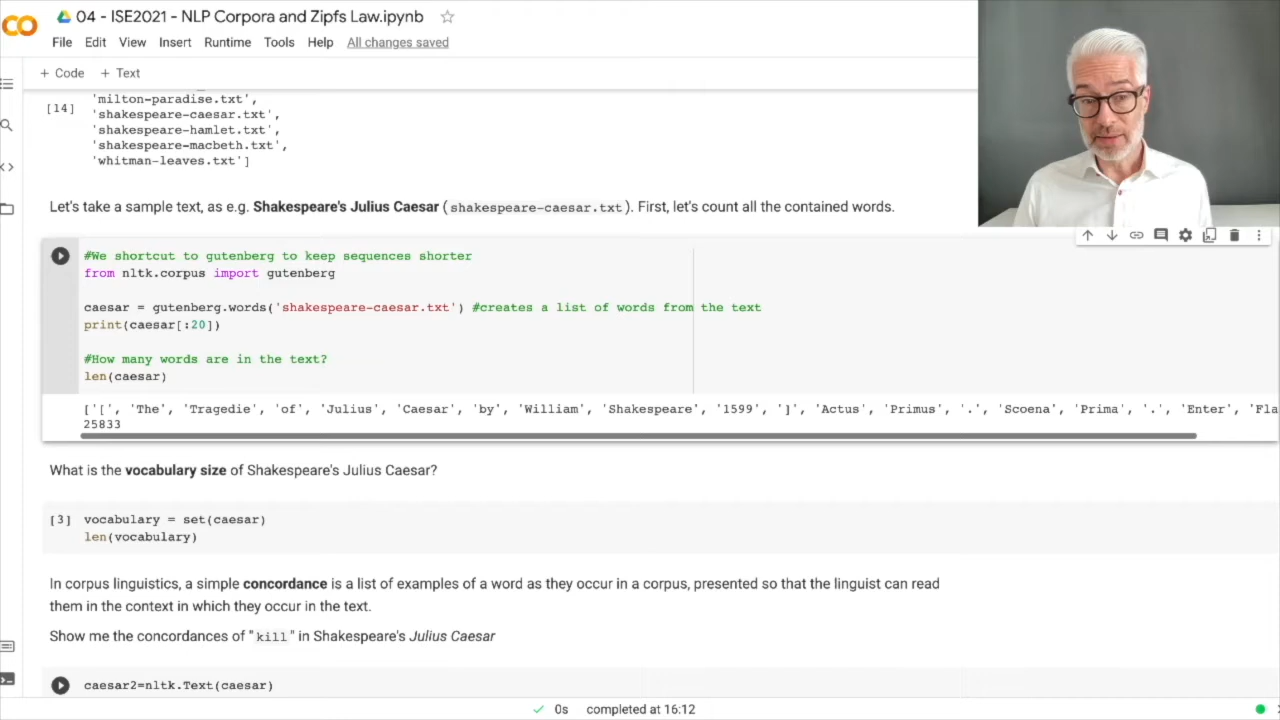 04 - ISE2021 - NLP Corpora and Zipfs Law.ipynb
File Edit View Insert Runtime Tools Help All changes saved
+ Code + Text
[14]
'milton-paradise.txt',
'shakespeare-caesar.txt',
'shakespeare-hamlet.txt',
'shakespeare-macbeth.txt',
'whitman-leaves.txt']
Let's take a sample text, as e.g. Shakespeare's Julius Caesar (shakespeare-caesar.txt). First, let's count all the contained words.
#We shortcut to gutenberg to keep sequences shorter
from nltk.corpus import gutenberg
caesar = gutenberg.words('shakespeare-caesar.txt') #creates a list of words from the text
print(caesar[:20])
#How many words are in the text?
len(caesar)
['[', 'The', 'Tragedie', 'of', 'Julius', 'Caesar', 'by', 'William', 'Shakespeare', '1599', ']', 'Actus', 'Primus', '.', 'Scoena', 'Prima', '.', 'Enter', 'Fla
25833
What is the vocabulary size of Shakespeare's Julius Caesar?
[3] vocabulary = set(caesar)
len(vocabulary)
In corpus linguistics, a simple concordance is a list of examples of a word as they occur in a corpus, presented so that the linguist can read
them in the context in which they occur in the text.
Show me the concordances of "kill" in Shakespeare's Julius Caesar
caesar2=nltk.Text(caesar)
0s completed at 16:12